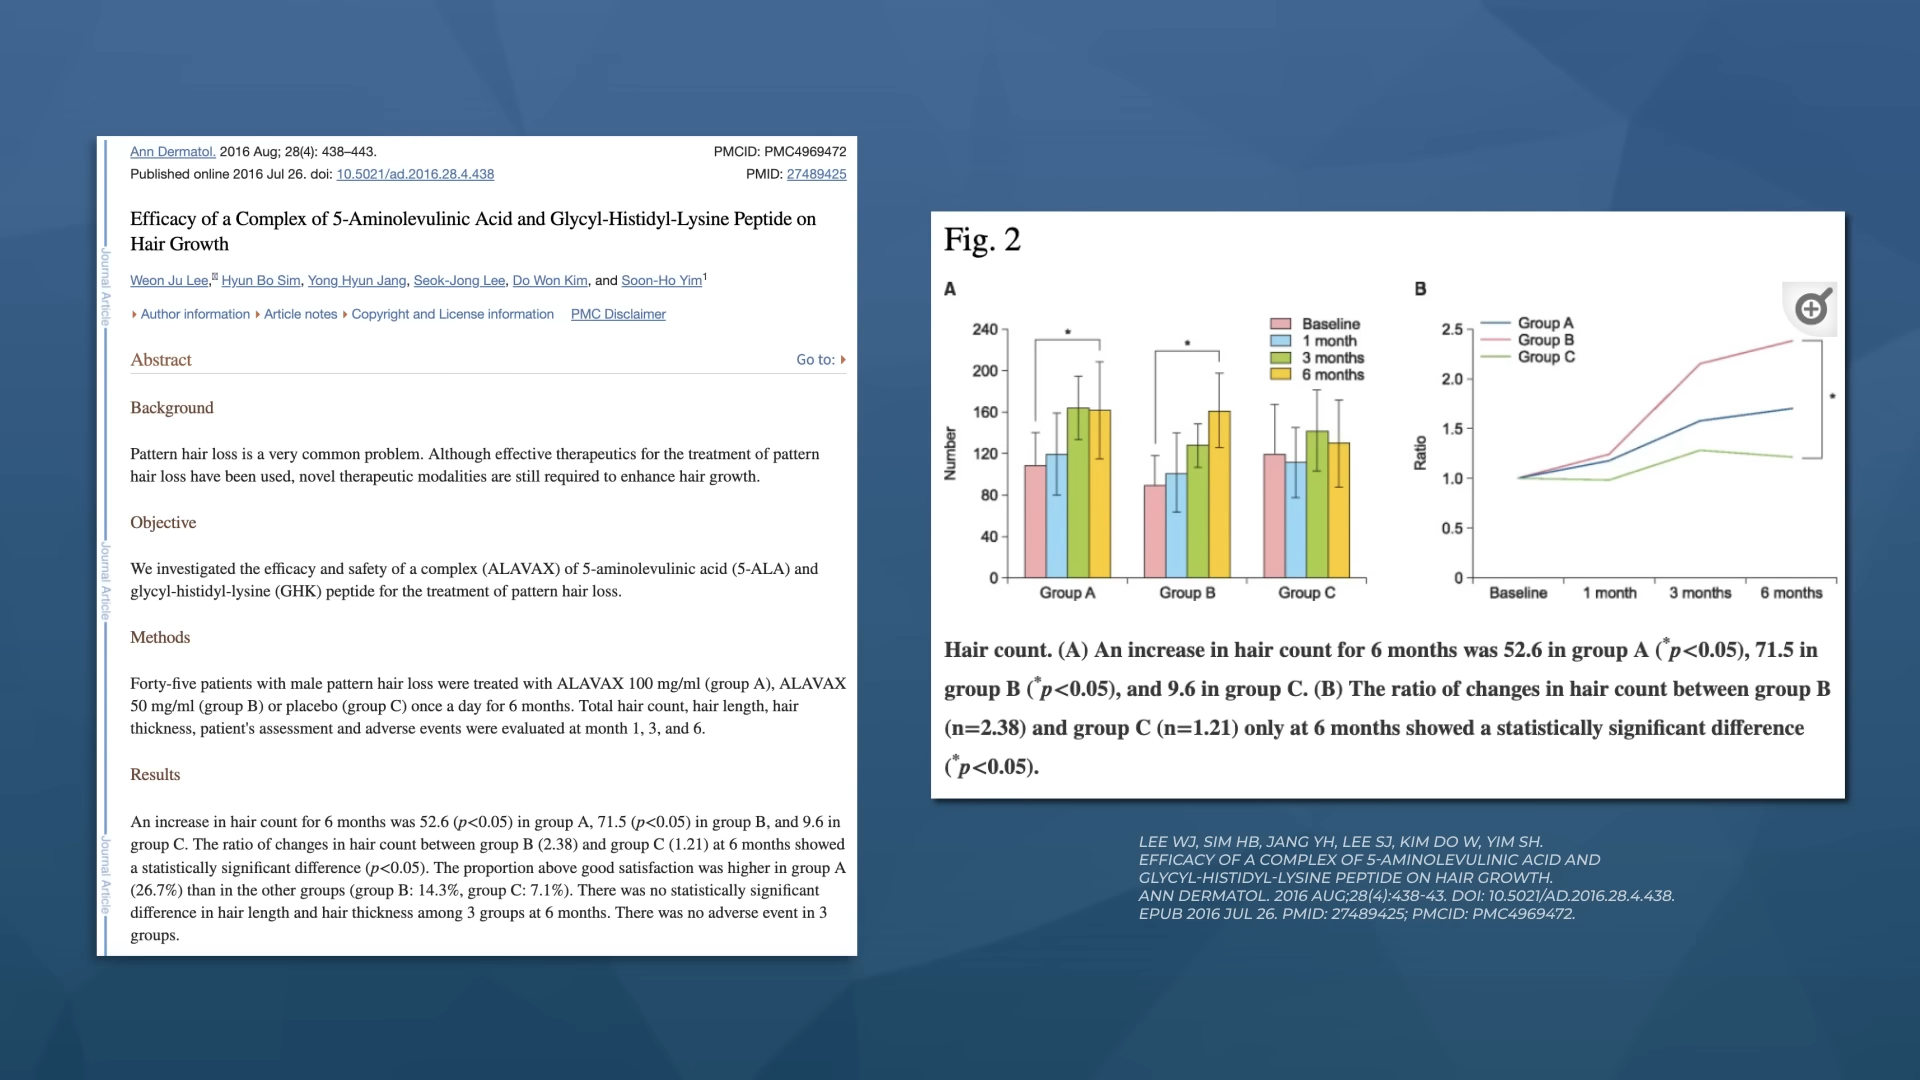 Ann Dermatol. 2016 Aug; 28(4): 438–443.
PMCID: PMC4969472
Published online 2016 Jul 26. doi: 10.5021/ad.2016.28.4.438
PMID: 27489425
Efficacy of a Complex of 5-Aminolevulinic Acid and Glycyl-Histidyl-Lysine Peptide on
Hair Growth
Weon Ju Lee, Hyun Bo Sim, Yong Hyun Jang, Seok-Jong Lee, Do Won Kim, and Soon-Ho Yim1
Author information Article notes Copyright and License information PMC Disclaimer
Abstract
Go to:
Background
Pattern hair loss is a very common problem. Although effective therapeutics for the treatment of pattern
hair loss have been used, novel therapeutic modalities are still required to enhance hair growth.
Objective
We investigated the efficacy and safety of a complex (ALAVAX) of 5-aminolevulinic acid (5-ALA) and
glycyl-histidyl-lysine (GHK) peptide for the treatment of pattern hair loss.
Methods
Forty-five patients with male pattern hair loss were treated with ALAVAX 100 mg/ml (group A), ALAVAX
50 mg/ml (group B) or placebo (group C) once a day for 6 months. Total hair count, hair length, hair
thickness, patient's assessment and adverse events were evaluated at month 1, 3, and 6.
Results
An increase in hair count for 6 months was 52.6 (p<0.05) in group A, 71.5 (p<0.05) in group B, and 9.6 in
group C. The ratio of changes in hair count between group B (2.38) and group C (1.21) at 6 months showed
a statistically significant difference (p<0.05). The proportion above good satisfaction was higher in group A
(26.7%) than in the other groups (group B: 14.3%, group C: 7.1%). There was no statistically significant
difference in hair length and hair thickness among 3 groups at 6 months. There was no adverse event in 3
groups.
Journal Article
Journal Article
Journal Article
Fig. 2
A
Number
240
200
160
120
80
40
0
*
*
Baseline
1 month
3 months
6 months
Group A
Group B
Group C
B
Ratio
2.5
2.0
1.5
1.0
0.5
0
Group A
Group B
Group C
*
Baseline
1 month
3 months
6 months
Hair count. (A) An increase in hair count for 6 months was 52.6 in group A (*p<0.05), 71.5 in
group B (*p<0.05), and 9.6 in group C. (B) The ratio of changes in hair count between group B
(n=2.38) and group C (n=1.21) only at 6 months showed a statistically significant difference
(*p<0.05).
LEE WJ, SIM HB, JANG YH, LEE SJ, KIM DO W, YIM SH.
EFFICACY OF A COMPLEX OF 5-AMINOLEVULINIC ACID AND
GLYCYL-HISTIDYL-LYSINE PEPTIDE ON HAIR GROWTH.
ANN DERMATOL. 2016 AUG;28(4):438-43. DOI: 10.5021/AD.2016.28.4.438.
EPUB 2016 JUL 26. PMID: 27489425; PMCID: PMC4969472.